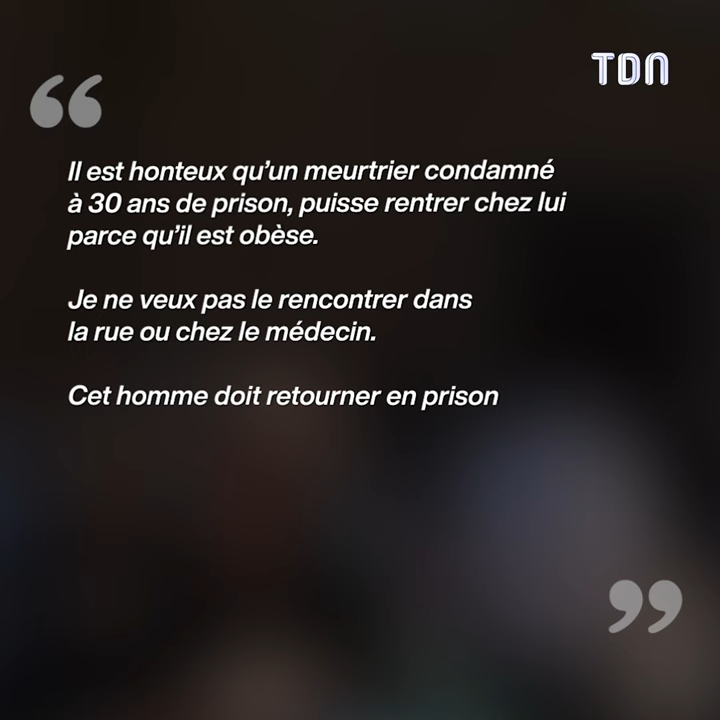 TDN
“
Il est honteux qu’un meurtrier condamné
à 30 ans de prison, puisse rentrer chez lui
parce qu’il est obèse.
Je ne veux pas le rencontrer dans
la rue ou chez le médecin.
Cet homme doit retourner en prison
”